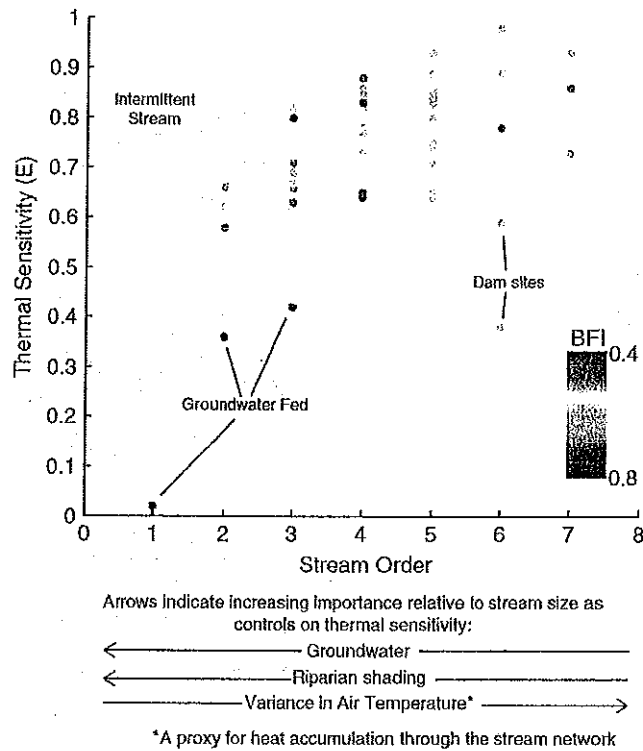 1
0.9
0.8
0.7
0.6
0.5
0.4
0.3
0.2
0.1
0
Thermal Sensitivity (E)
Intermittent
Stream
Groundwater Fed
Dam sites
BFI
0.4
0.8
0 1 2 3 4 5 6 7 8
Stream Order
Arrows indicate increasing importance relative to stream size as
controls on thermal sensitivity:
Groundwater
Riparian shading
Variance in Air Temperature*
*A proxy for heat accumulation through the stream network